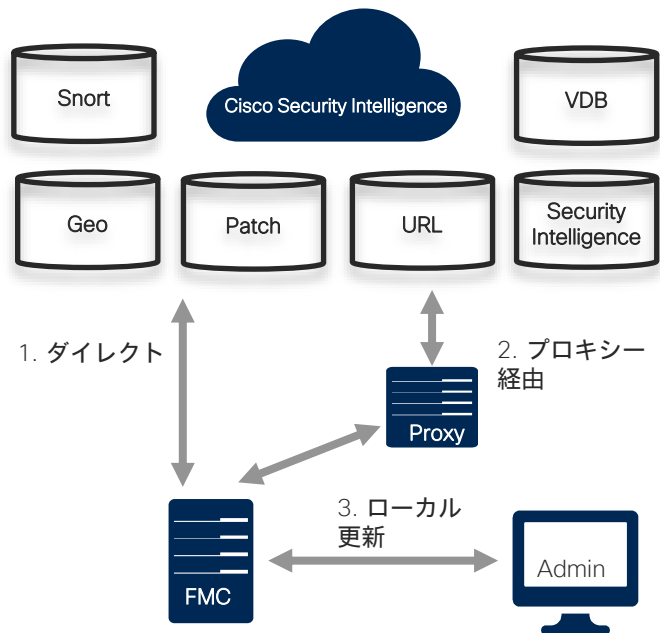 Snort
Cisco Security Intelligence
VDB
Geo
Patch
URL
Security
Intelligence
1. ダイレクト
2. プロキシー
経由
Proxy
3. ローカル
更新
FMC
Admin